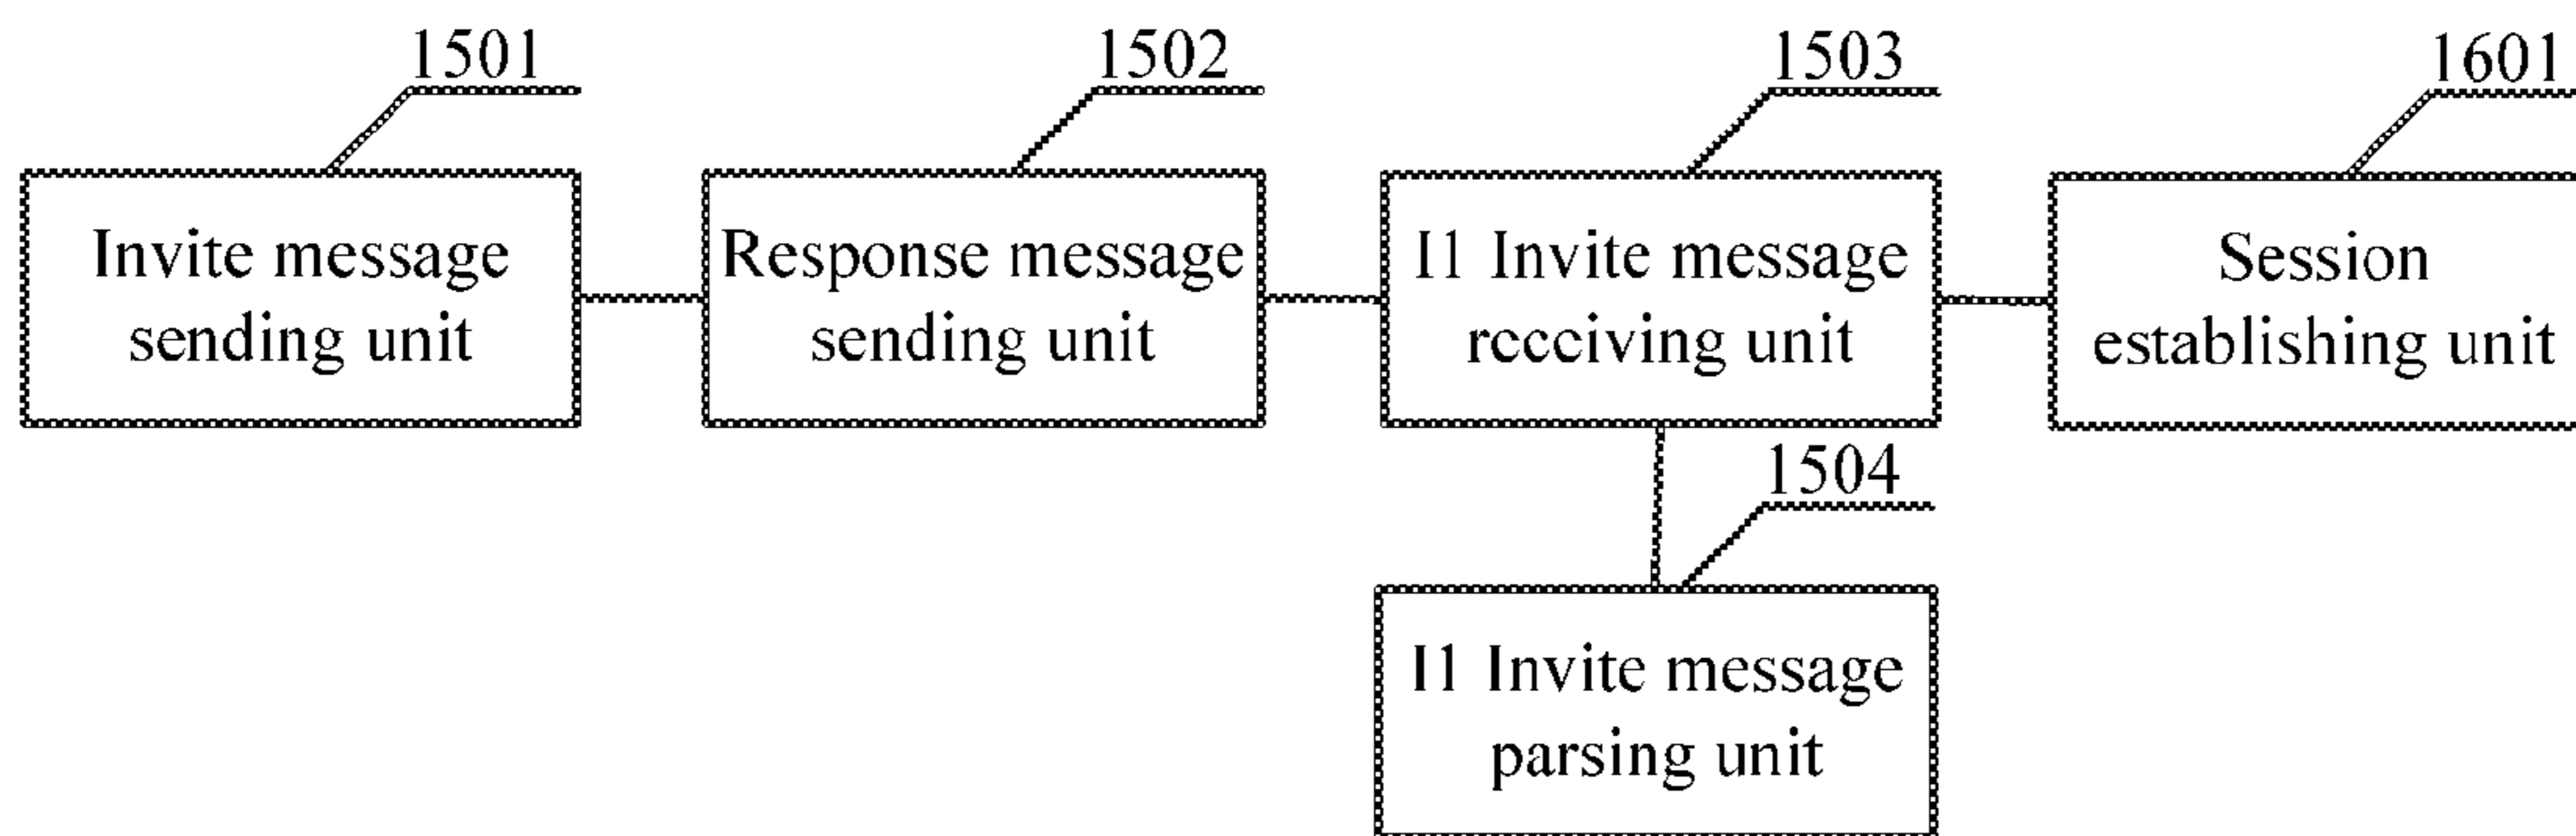 1501
1502
1503
1601
Invite message
sending unit
Response message
sending unit
I1 Invite message
receiving unit
Session
establishing unit
1504
I1 Invite message
parsing unit